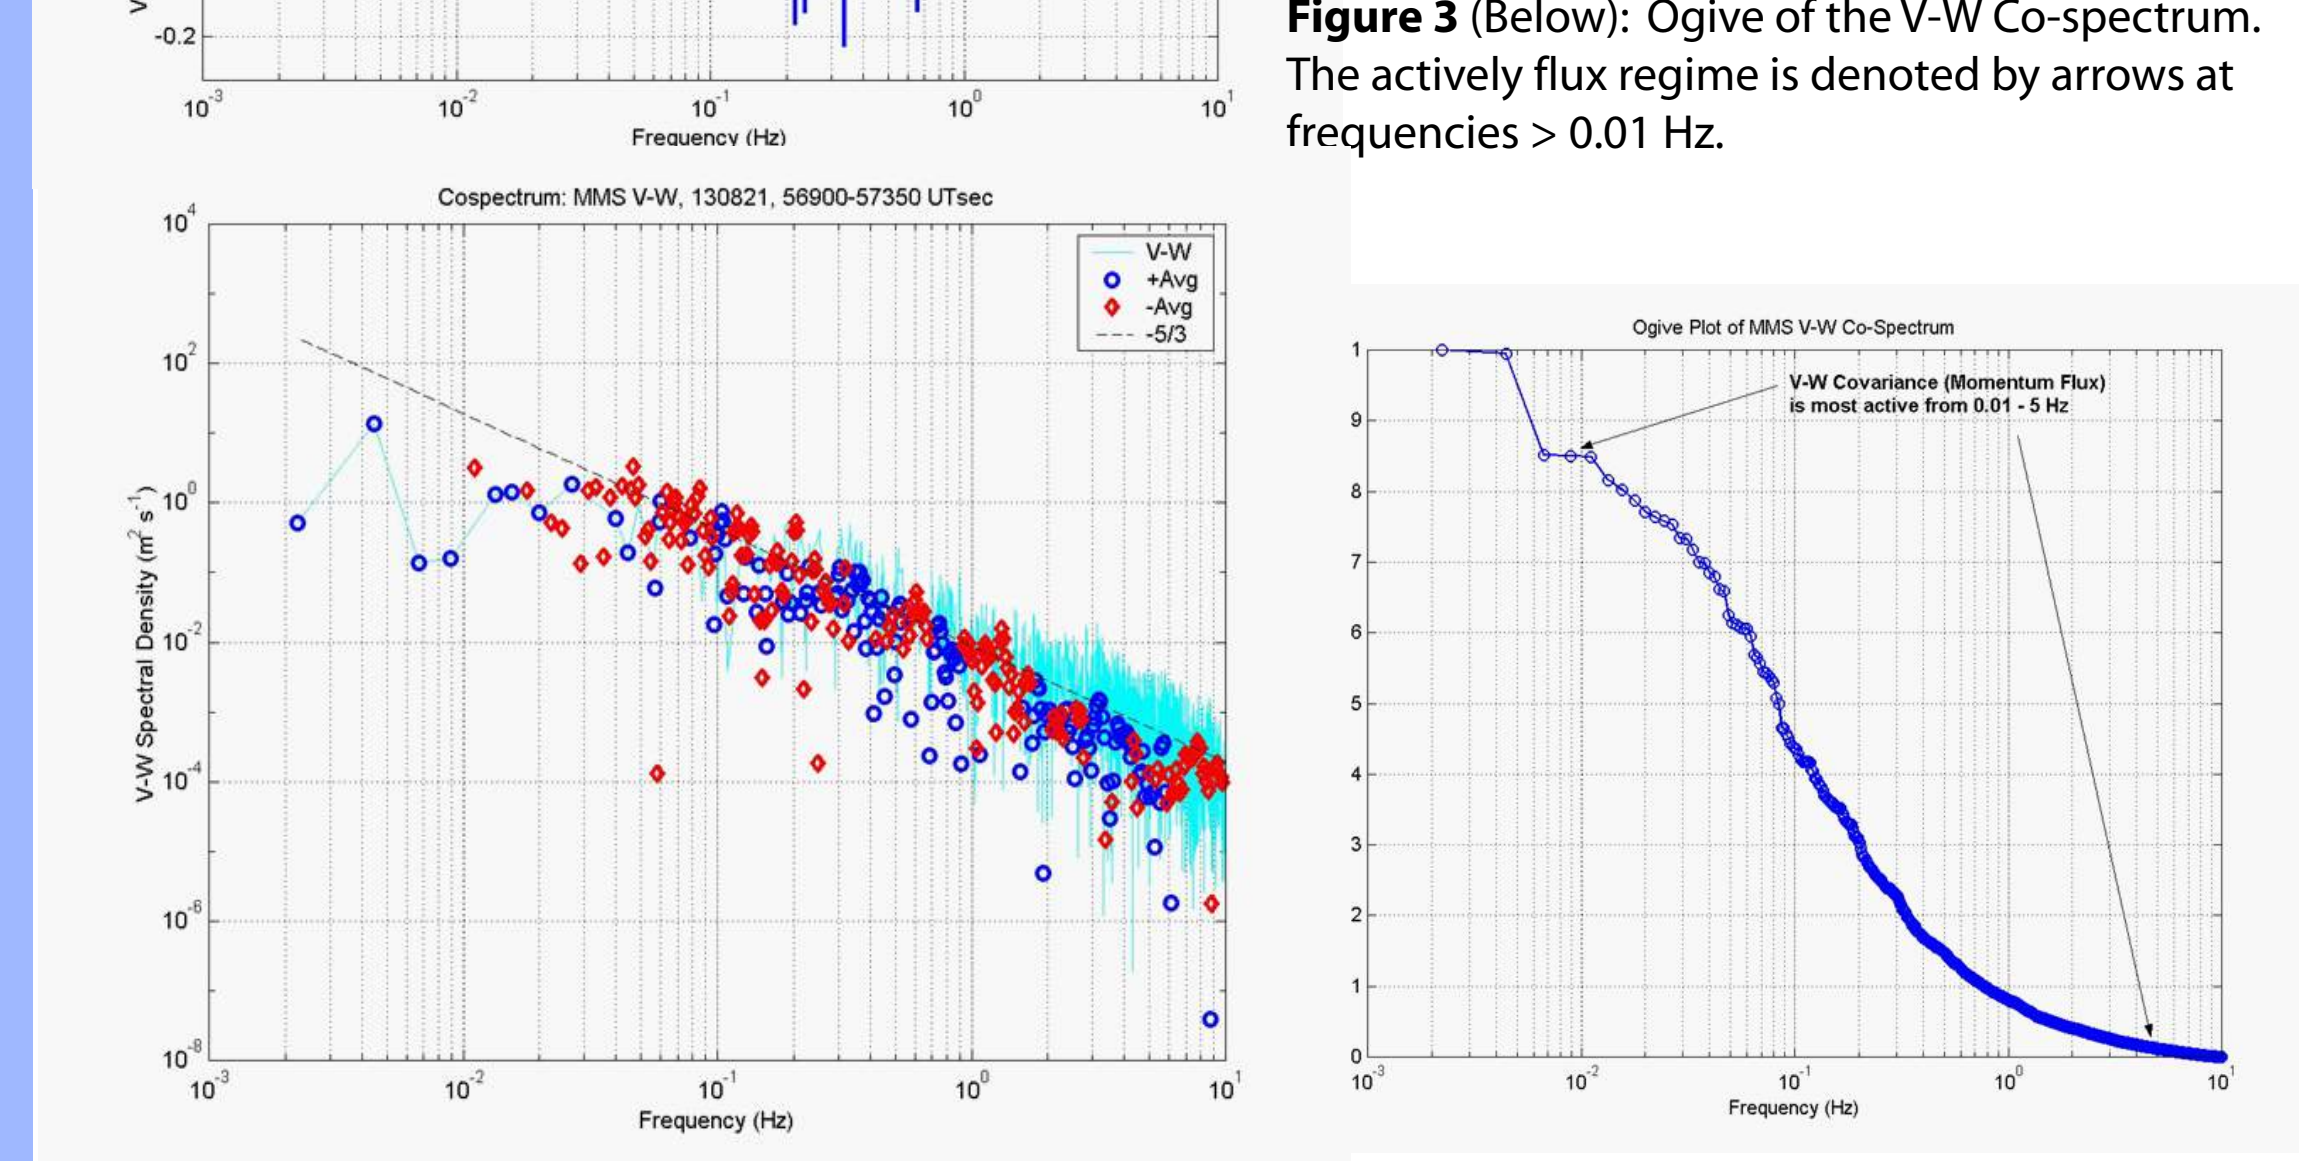 -0.2
10^-3 10^-2 10^-1 10^0 10^1
Frequency (Hz)
Figure 3 (Below): Ogive of the V-W Co-spectrum.
The actively flux regime is denoted by arrows at
frequencies > 0.01 Hz.
Cospectrum: MMS V-W, 130821, 56900-57350 UTsec
V-W Spectral Density (m^2 s^-1)
10^4
10^2
10^0
10^-2
10^-4
10^-6
10^-8
V-W
+Avg
-Avg
-5/3
10^-3 10^-2 10^-1 10^0 10^1
Frequency (Hz)
Ogive Plot of MMS V-W Co-Spectrum
1
9
8
7
6
5
4
3
2
1
0
V-W Covariance (Momentum Flux)
is most active from 0.01 - 5 Hz
10^-3 10^-2 10^-1 10^0 10^1
Frequency (Hz)